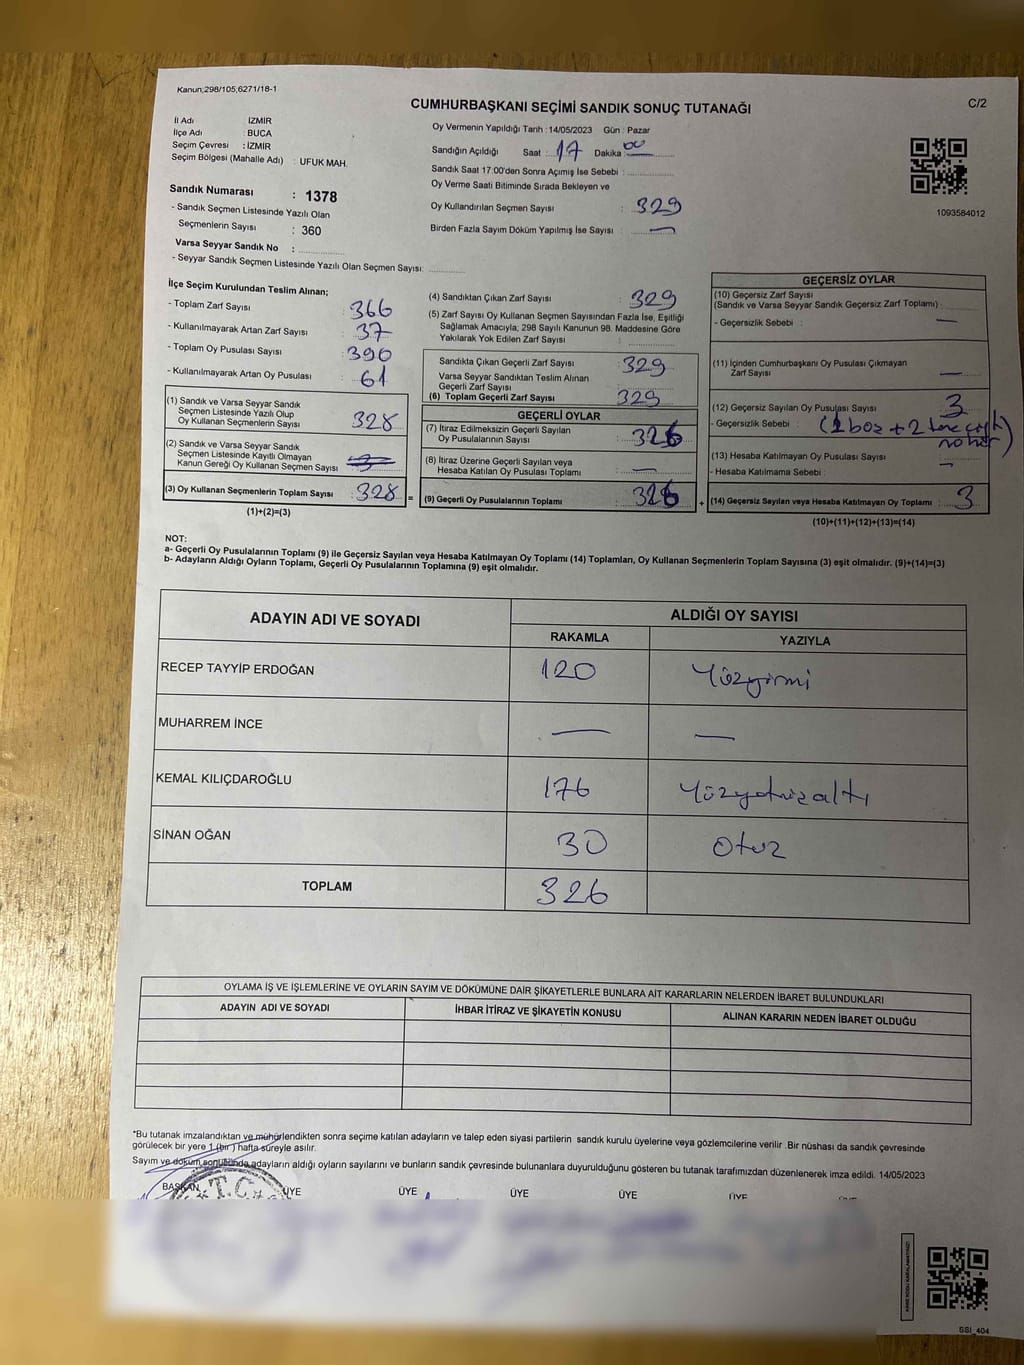 Kanun;298/105,6271/18-1
C/2
CUMHURBAŞKANI SEÇİMİ SANDIK SONUÇ TUTANAĞI
İl Adı : İZMİR
İlçe Adı : BUCA
Seçim Çevresi : İZMİR
Seçim Bölgesi (Mahalle Adı) : UFUK MAH.
Sandık Numarası : 1378
- Sandık Seçmen Listesinde Yazılı Olan
Seçmenlerin Sayısı : 360
Varsa Seyyar Sandık No :
- Seyyar Sandık Seçmen Listesinde Yazılı Olan Seçmen Sayısı:
Oy Vermenin Yapıldığı Tarih : 14/05/2023 Gün : Pazar
Sandığın Açıldığı Saat : 17 Dakika : 00
Sandık Saat 17:00'den Sonra Açımış İse Sebebi :
Oy Verme Saati Bitiminde Sırada Bekleyen ve
Oy Kullandırılan Seçmen Sayısı : 329
Birden Fazla Sayım Döküm Yapılmış İse Sayısı : —
1093584012
İlçe Seçim Kurulundan Teslim Alınan;
- Toplam Zarf Sayısı : 366
- Kullanılmayarak Artan Zarf Sayısı : 37
- Toplam Oy Pusulası Sayısı : 390
- Kullanılmayarak Artan Oy Pusulası : 61
(1) Sandık ve Varsa Seyyar Sandık
Seçmen Listesinde Yazılı Olup
Oy Kullanan Seçmenlerin Sayısı : 328
(2) Sandık ve Varsa Seyyar Sandık
Seçmen Listesinde Kayıtlı Olmayan
Kanun Gereği Oy Kullanan Seçmen Sayısı :
(3) Oy Kullanan Seçmenlerin Toplam Sayısı : 328
(1)+(2)=(3)
(4) Sandıktan Çıkan Zarf Sayısı : 329
(5) Zarf Sayısı Oy Kullanan Seçmen Sayısından Fazla İse, Eşitliği
Sağlamak Amacıyla; 298 Sayılı Kanunun 98. Maddesine Göre
Yakılarak Yok Edilen Zarf Sayısı :
Sandıkta Çıkan Geçerli Zarf Sayısı : 329
Varsa Seyyar Sandıktan Teslim Alınan
Geçerli Zarf Sayısı :
(6) Toplam Geçerli Zarf Sayısı : 329
GEÇERLİ OYLAR
(7) İtiraz Edilmeksizin Geçerli Sayılan
Oy Pusulalarının Sayısı : 326
(8) İtiraz Üzerine Geçerli Sayılan veya
Hesaba Katılan Oy Pusulası Toplamı : —
= (9) Geçerli Oy Pusulalarının Toplamı : 326
GEÇERSİZ OYLAR
(10) Geçersiz Zarf Sayısı
(Sandık ve Varsa Seyyar Sandık Geçersiz Zarf Toplamı)
- Geçersizlik Sebebi : —
(11) İçinden Cumhurbaşkanı Oy Pusulası Çıkmayan
Zarf Sayısı : —
(12) Geçersiz Sayılan Oy Pusulası Sayısı : 3
- Geçersizlik Sebebi : (1 boz + 2 tane
(13) Hesaba Katılmayan Oy Pusulası Sayısı : —
- Hesaba Katılmama Sebebi :
+ (14) Geçersiz Sayılan veya Hesaba Katılmayan Oy Toplamı : 3
(10)+(11)+(12)+(13)=(14)
NOT:
a- Geçerli Oy Pusulalarının Toplamı (9) ile Geçersiz Sayılan veya Hesaba Katılmayan Oy Toplamı (14) Toplamları, Oy Kullanan Seçmenlerin Toplam Sayısına (3) eşit olmalıdır. (9)+(14)=(3)
b- Adayların Aldığı Oyların Toplamı, Geçerli Oy Pusulalarının Toplamına (9) eşit olmalıdır.
ADAYIN ADI VE SOYADI ALDIĞI OY SAYISI
RAKAMLA YAZIYLA
RECEP TAYYİP ERDOĞAN 120 Yüzyirmi
MUHARREM İNCE — —
KEMAL KILIÇDAROĞLU 176 Yüzyetmişaltı
SİNAN OĞAN 30 Otuz
TOPLAM 326
OYLAMA İŞ VE İŞLEMLERİNE VE OYLARIN SAYIM VE DÖKÜMÜNE DAİR ŞİKAYETLERLE BUNLARA AİT KARARLARIN NELERDEN İBARET BULUNDUKLARI
ADAYIN ADI VE SOYADI İHBAR İTİRAZ VE ŞİKAYETİN KONUSU ALINAN KARARIN NEDEN İBARET OLDUĞU
*Bu tutanak imzalandıktan ve mühürlendikten sonra seçime katılan adayların ve talep eden siyasi partilerin sandık kurulu üyelerine veya gözlemcilerine verilir .Bir nüshası da sandık çevresinde
görülecek bir yere 1 (bir ) hafta süreyle asılır.
Sayım ve döküm sonucunda adayların aldığı oyların sayılarını ve bunların sandık çevresinde bulunanlara duyurulduğunu gösteren bu tutanak tarafımızdan düzenlenerek imza edildi. 14/05/2023
BAŞKAN ÜYE ÜYE ÜYE ÜYE ÜYE
T.C.
SSI_404